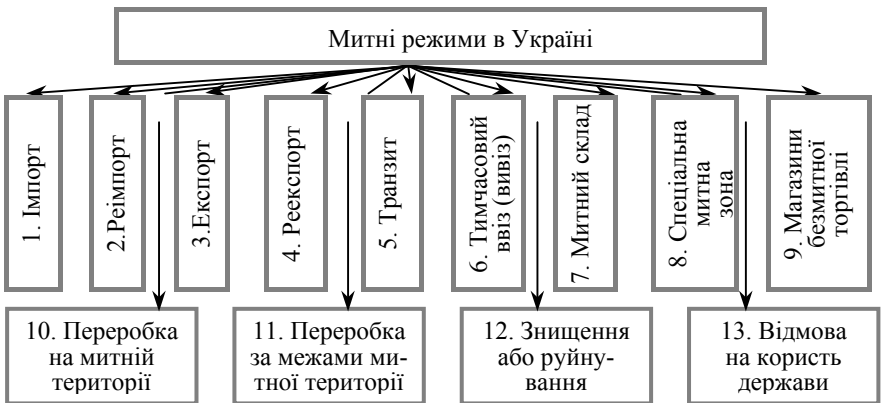 Митні режими в Україні
1. Імпорт
2.Реімпорт
3.Експорт
4. Реекспорт
5. Транзит
6. Тимчасовий
ввіз (вивіз)
7. Митний склад
8. Спеціальна
митна
зона
9. Магазини
безмитної
торгівлі
10. Переробка
на митній
території
11. Переробка
за межами ми-
тної території
12. Знищення
або руйну-
вання
13. Відмова
на користь
держави